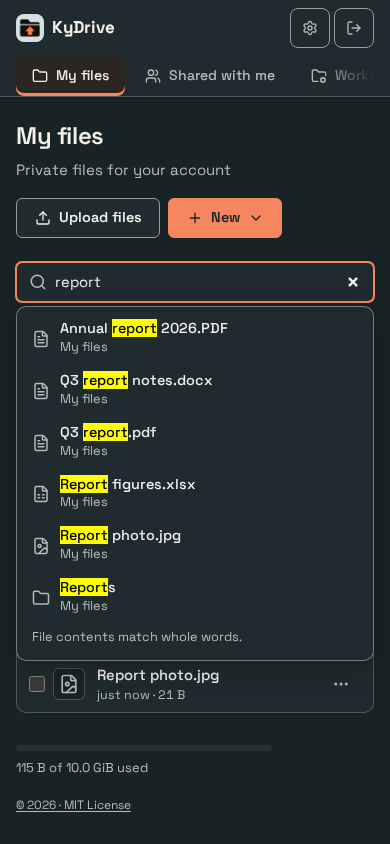 KyDrive
My files
Shared with me
Work
My files
Private files for your account
Upload files
New
report
Annual report 2026.PDF
My files
Q3 report notes.docx
My files
Q3 report.pdf
My files
Report figures.xlsx
My files
Report photo.jpg
My files
Reports
My files
File contents match whole words.
Report photo.jpg
just now · 21 B
115 B of 10.0 GiB used
© 2026 · MIT License